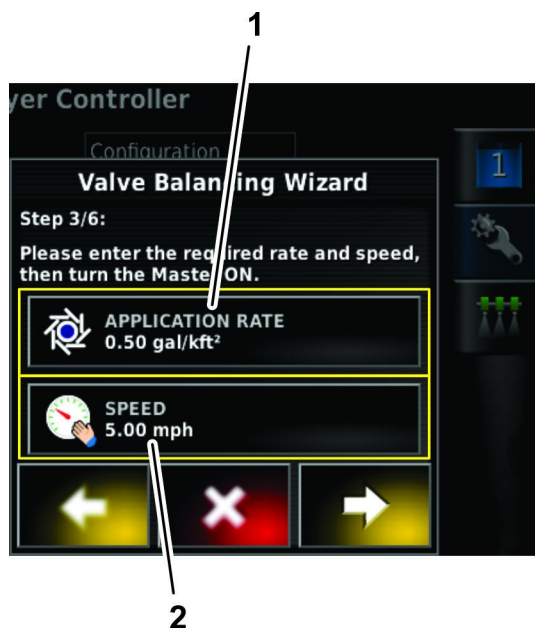 1
yer Controller
Configuration
1
Valve Balancing Wizard
Step 3/6:
Please enter the required rate and speed,
then turn the Master ON.
APPLICATION RATE
0.50 gal/kft²
SPEED
5.00 mph
2